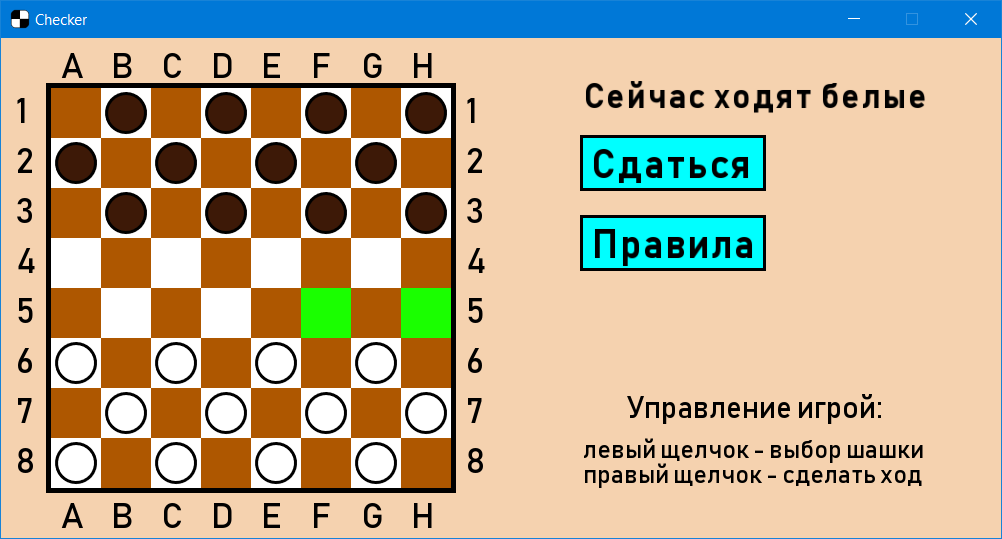 Checker
A B C D E F G H
Сейчас ходят белые
1 1
Сдаться
2 2
3 3
Правила
4 4
5 5
6 6
7 7
8 8
A B C D E F G H
Управление игрой:
левый щелчок - выбор шашки
правый щелчок - сделать ход